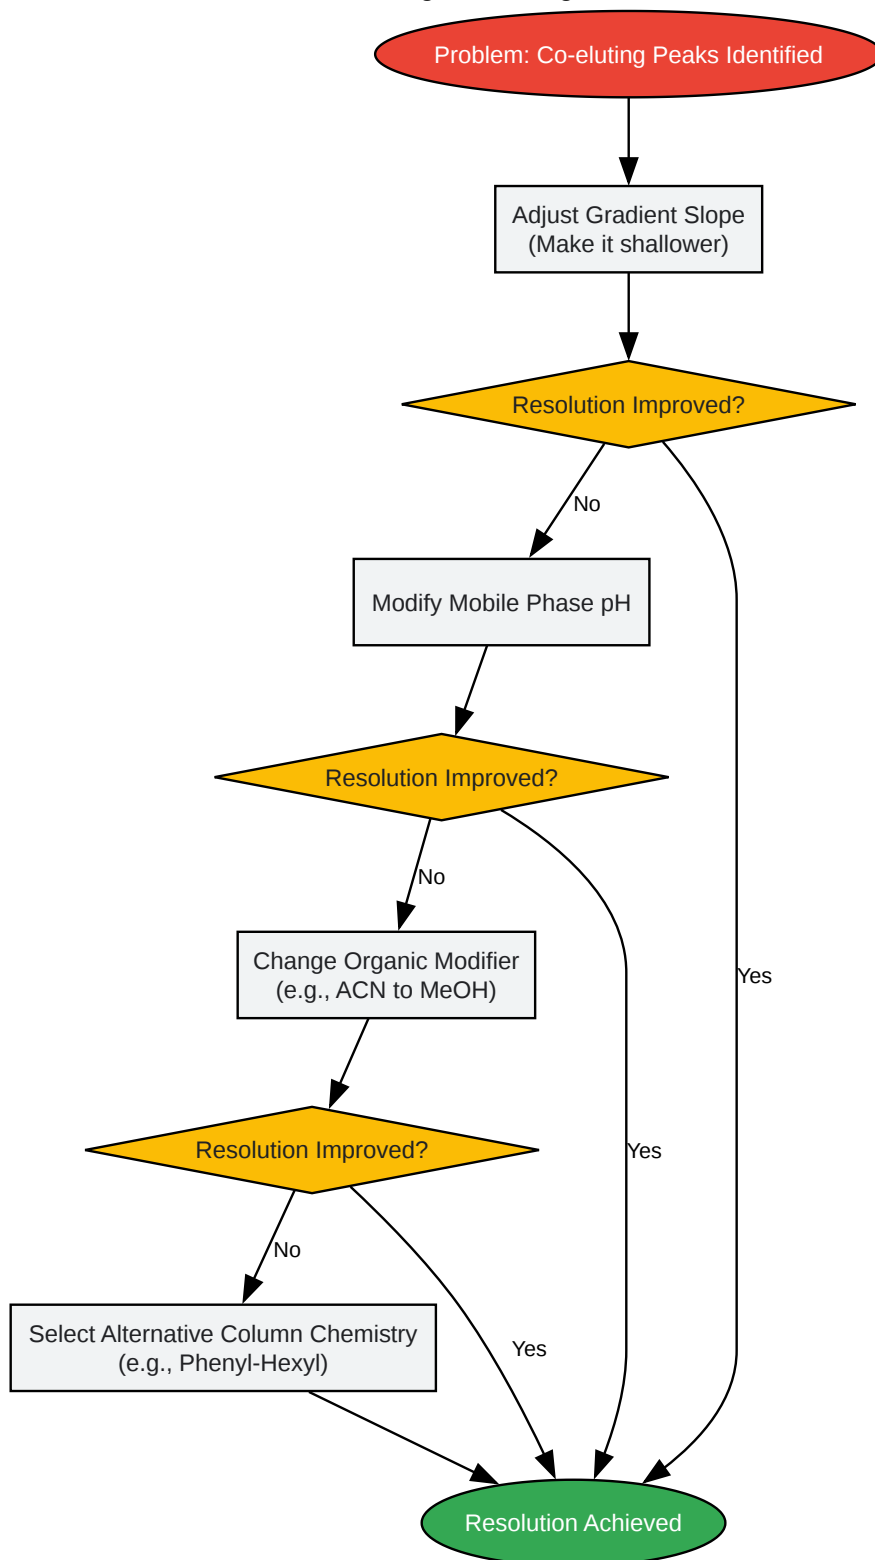 Problem: Co-eluting Peaks Identified
Adjust Gradient Slope
(Make it shallower)
Resolution Improved?
No
Modify Mobile Phase pH
Resolution Improved?
No
Change Organic Modifier
(e.g., ACN to MeOH)
Yes
Resolution Improved?
Yes
No
Select Alternative Column Chemistry
(e.g., Phenyl-Hexyl)
Yes
Resolution Achieved